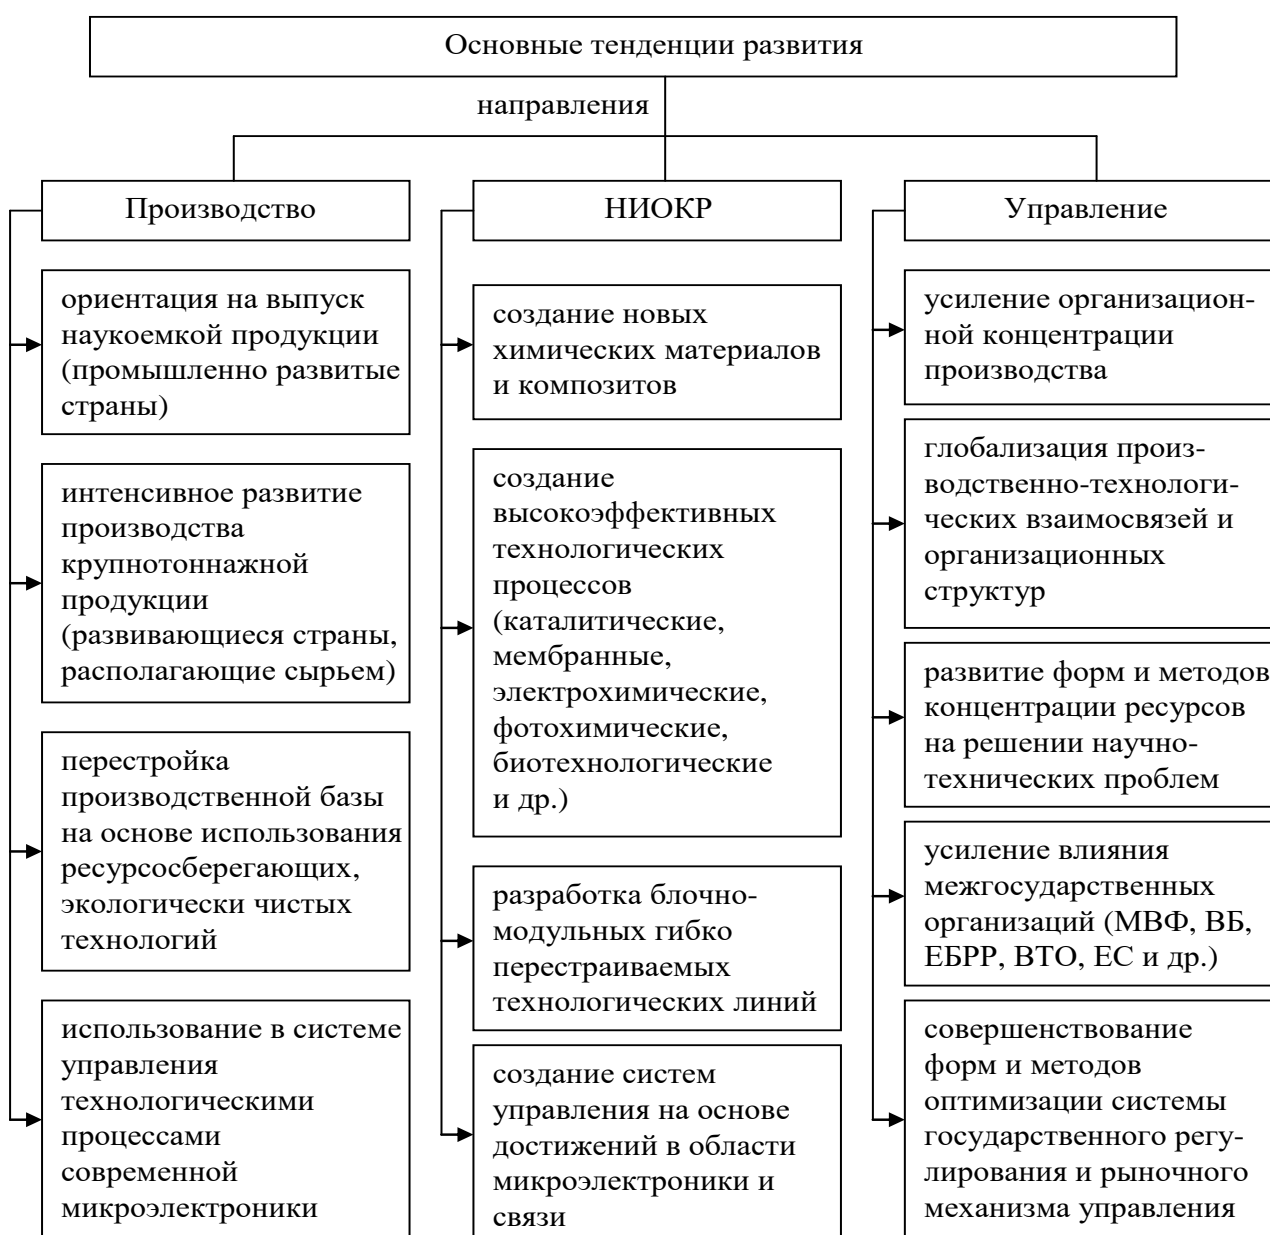 Основные тенденции развития
направления
Производство
ориентация на выпуск
наукоемкой продукции
(промышленно развитые
страны)
интенсивное развитие
производства
крупнотоннажной
продукции
(развивающиеся страны,
располагающие сырьем)
перестройка
производственной базы
на основе использования
ресурсосберегающих,
экологически чистых
технологий
использование в системе
управления
технологическими
процессами
современной
микроэлектроники
НИОКР
создание новых
химических материалов
и композитов
создание
высокоэффективных
технологических
процессов
(каталитические,
мембранные,
электрохимические,
фотохимические,
биотехнологические
и др.)
разработка блочно-
модульных гибко
перестраиваемых
технологических линий
создание систем
управления на основе
достижений в области
микроэлектроники и
связи
Управление
усиление организацион-
ной концентрации
производства
глобализация произ-
водственно-технологи-
ческих взаимосвязей и
организационных
структур
развитие форм и методов
концентрации ресурсов
на решении научно-
технических проблем
усиление влияния
межгосударственных
организаций (МВФ, ВБ,
ЕБРР, ВТО, ЕС и др.)
совершенствование
форм и методов
оптимизации системы
государственного регу-
лирования и рыночного
механизма управления